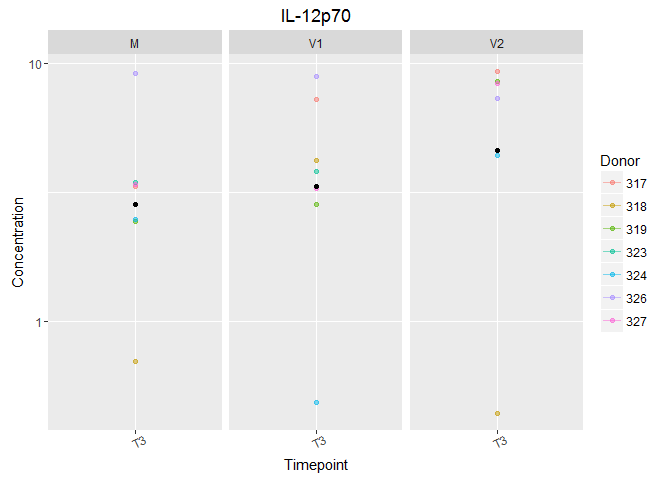 IL-12p70
M V1 V2
10
1
Concentration
T3 T3 T3
Timepoint
Donor
317
318
319
323
324
326
327